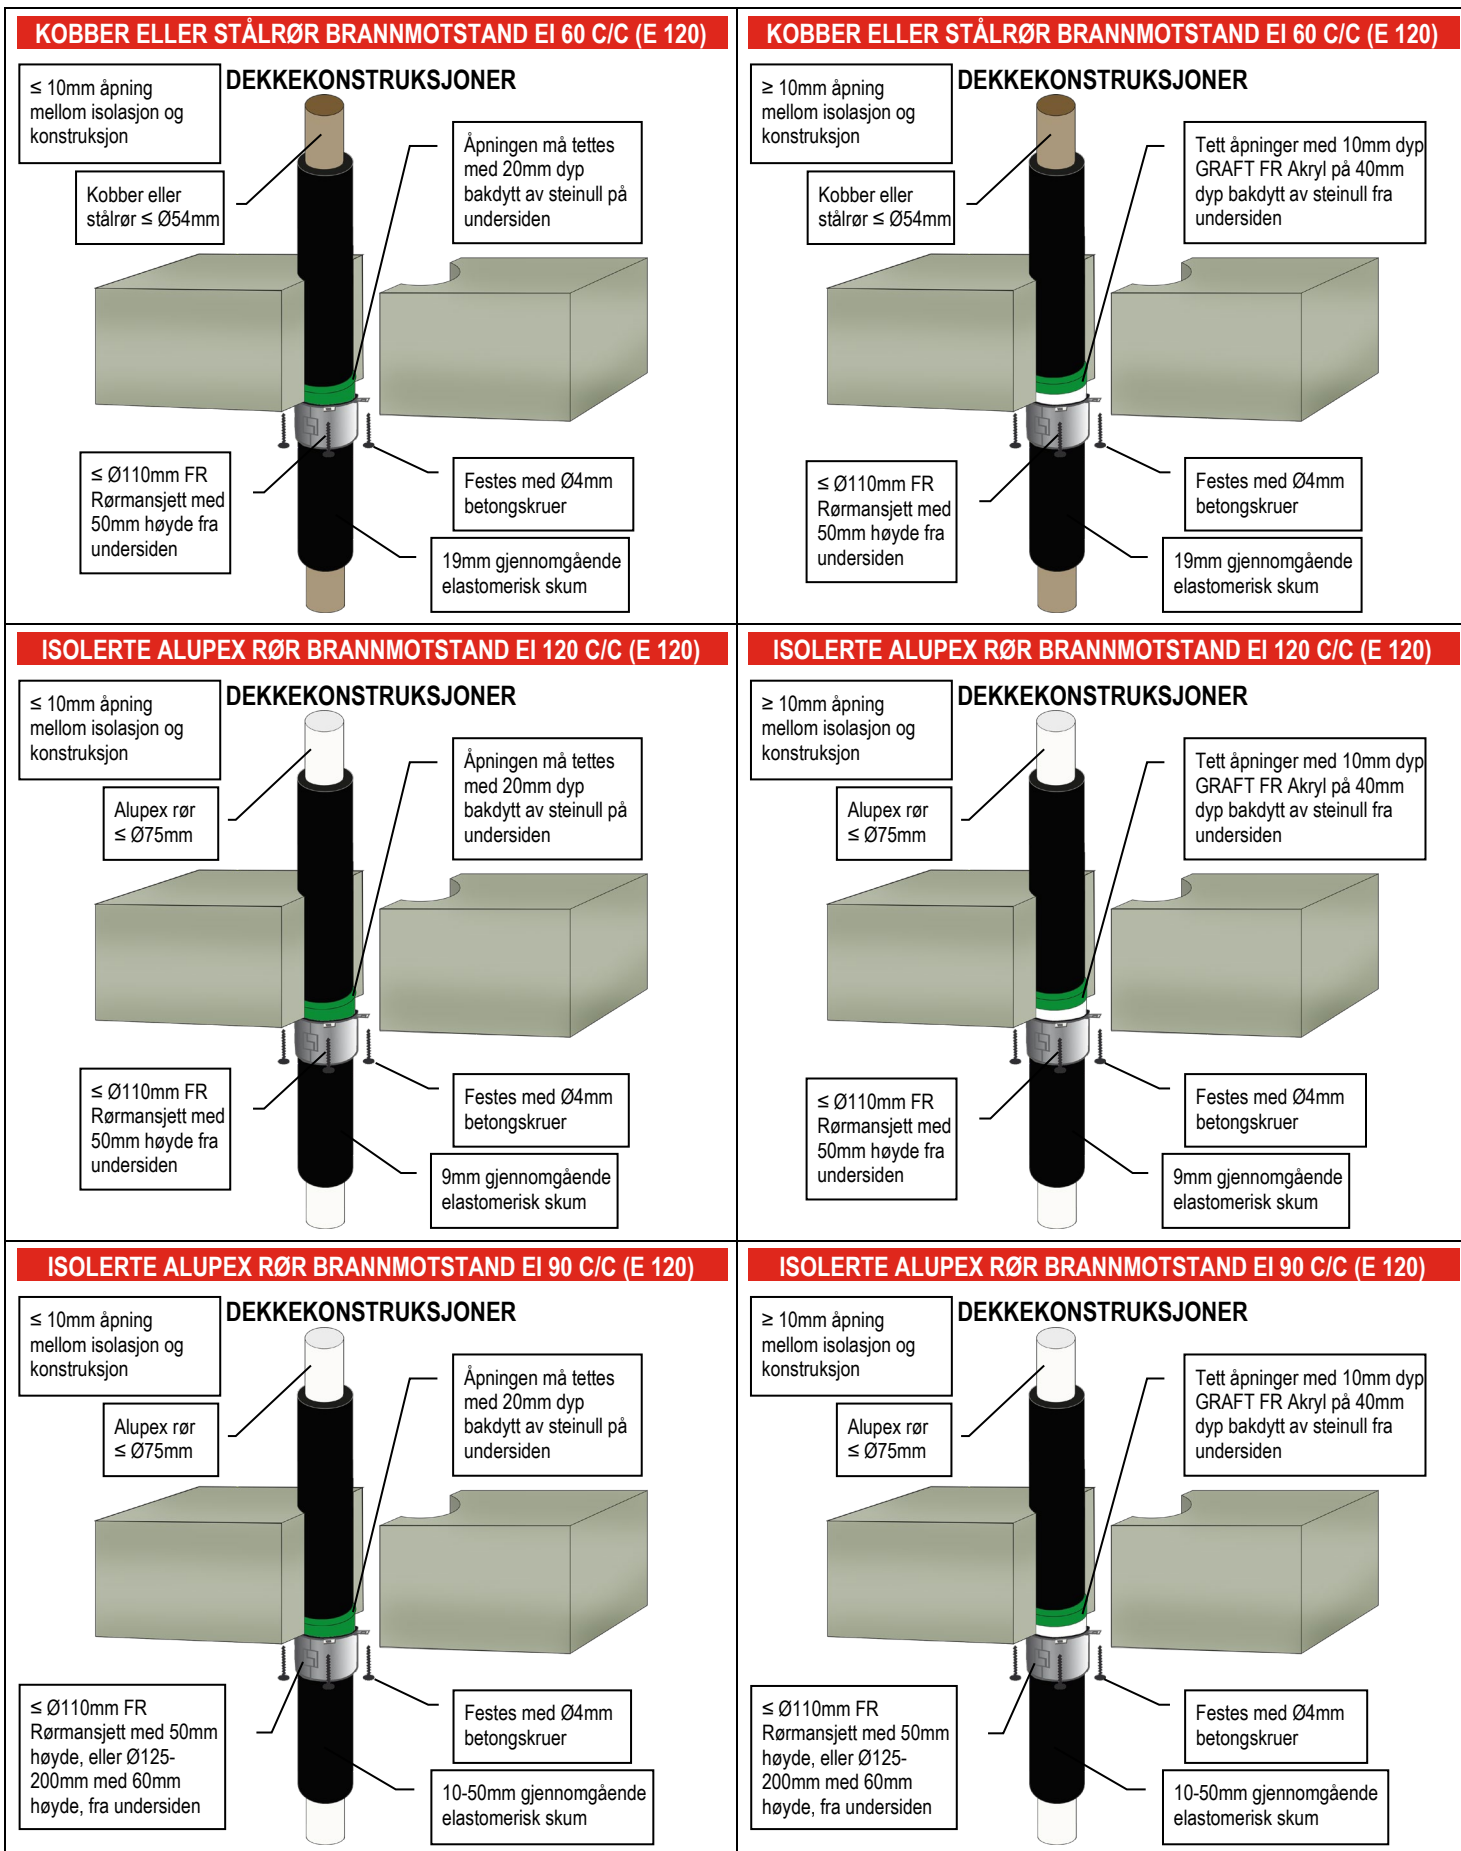 KOBBER ELLER STÅLRØR BRANNMOTSTAND EI 60 C/C (E 120)
DEKKEKONSTRUKSJONER
≤ 10mm åpning
mellom isolasjon og
konstruksjon
Kobber eller
stålrør ≤ Ø54mm
Åpningen må tettes
med 20mm dyp
bakdytt av steinull på
undersiden
≤ Ø110mm FR
Rørmansjett med
50mm høyde fra
undersiden
Festes med Ø4mm
betongskruer
19mm gjennomgående
elastomerisk skum
KOBBER ELLER STÅLRØR BRANNMOTSTAND EI 60 C/C (E 120)
DEKKEKONSTRUKSJONER
≥ 10mm åpning
mellom isolasjon og
konstruksjon
Kobber eller
stålrør ≤ Ø54mm
Tett åpninger med 10mm dyp
GRAFT FR Akryl på 40mm
dyp bakdytt av steinull fra
undersiden
≤ Ø110mm FR
Rørmansjett med
50mm høyde fra
undersiden
Festes med Ø4mm
betongskruer
19mm gjennomgående
elastomerisk skum
ISOLERTE ALUPEX RØR BRANNMOTSTAND EI 120 C/C (E 120)
DEKKEKONSTRUKSJONER
≤ 10mm åpning
mellom isolasjon og
konstruksjon
Alupex rør
≤ Ø75mm
Åpningen må tettes
med 20mm dyp
bakdytt av steinull på
undersiden
≤ Ø110mm FR
Rørmansjett med
50mm høyde fra
undersiden
Festes med Ø4mm
betongskruer
9mm gjennomgående
elastomerisk skum
ISOLERTE ALUPEX RØR BRANNMOTSTAND EI 120 C/C (E 120)
DEKKEKONSTRUKSJONER
≥ 10mm åpning
mellom isolasjon og
konstruksjon
Alupex rør
≤ Ø75mm
Tett åpninger med 10mm dyp
GRAFT FR Akryl på 40mm
dyp bakdytt av steinull fra
undersiden
≤ Ø110mm FR
Rørmansjett med
50mm høyde fra
undersiden
Festes med Ø4mm
betongskruer
9mm gjennomgående
elastomerisk skum
ISOLERTE ALUPEX RØR BRANNMOTSTAND EI 90 C/C (E 120)
DEKKEKONSTRUKSJONER
≤ 10mm åpning
mellom isolasjon og
konstruksjon
Alupex rør
≤ Ø75mm
Åpningen må tettes
med 20mm dyp
bakdytt av steinull på
undersiden
≤ Ø110mm FR
Rørmansjett med 50mm
høyde, eller Ø125-
200mm med 60mm
høyde, fra undersiden
Festes med Ø4mm
betongskruer
10-50mm gjennomgående
elastomerisk skum
ISOLERTE ALUPEX RØR BRANNMOTSTAND EI 90 C/C (E 120)
DEKKEKONSTRUKSJONER
≥ 10mm åpning
mellom isolasjon og
konstruksjon
Alupex rør
≤ Ø75mm
Tett åpninger med 10mm dyp
GRAFT FR Akryl på 40mm
dyp bakdytt av steinull fra
undersiden
≤ Ø110mm FR
Rørmansjett med 50mm
høyde, eller Ø125-
200mm med 60mm
høyde, fra undersiden
Festes med Ø4mm
betongskruer
10-50mm gjennomgående
elastomerisk skum